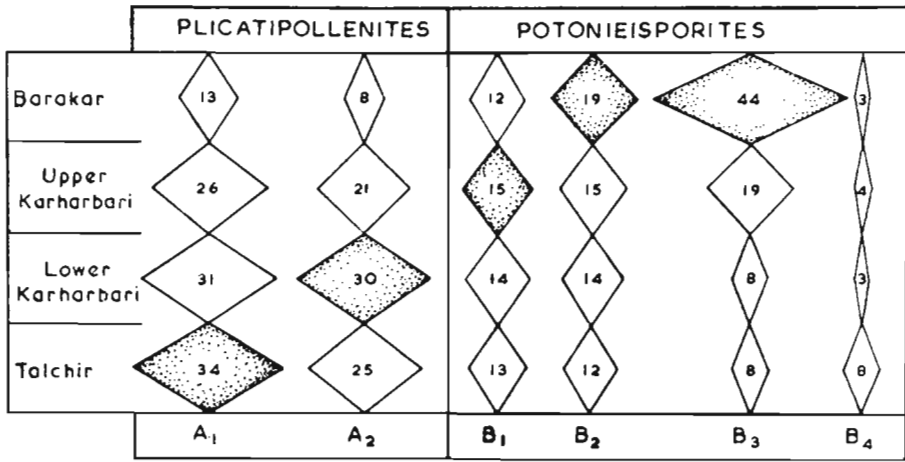 PLICATIPOLLENITES POTONIEISPORITES
Barakar 13 8 12 19 44 3
Upper
Karharbari 26 21 15 15 19 4
Lower
Karharbari 31 30 14 14 8 3
Talchir 34 25 13 12 8 8
A1 A2 B1 B2 B3 B4